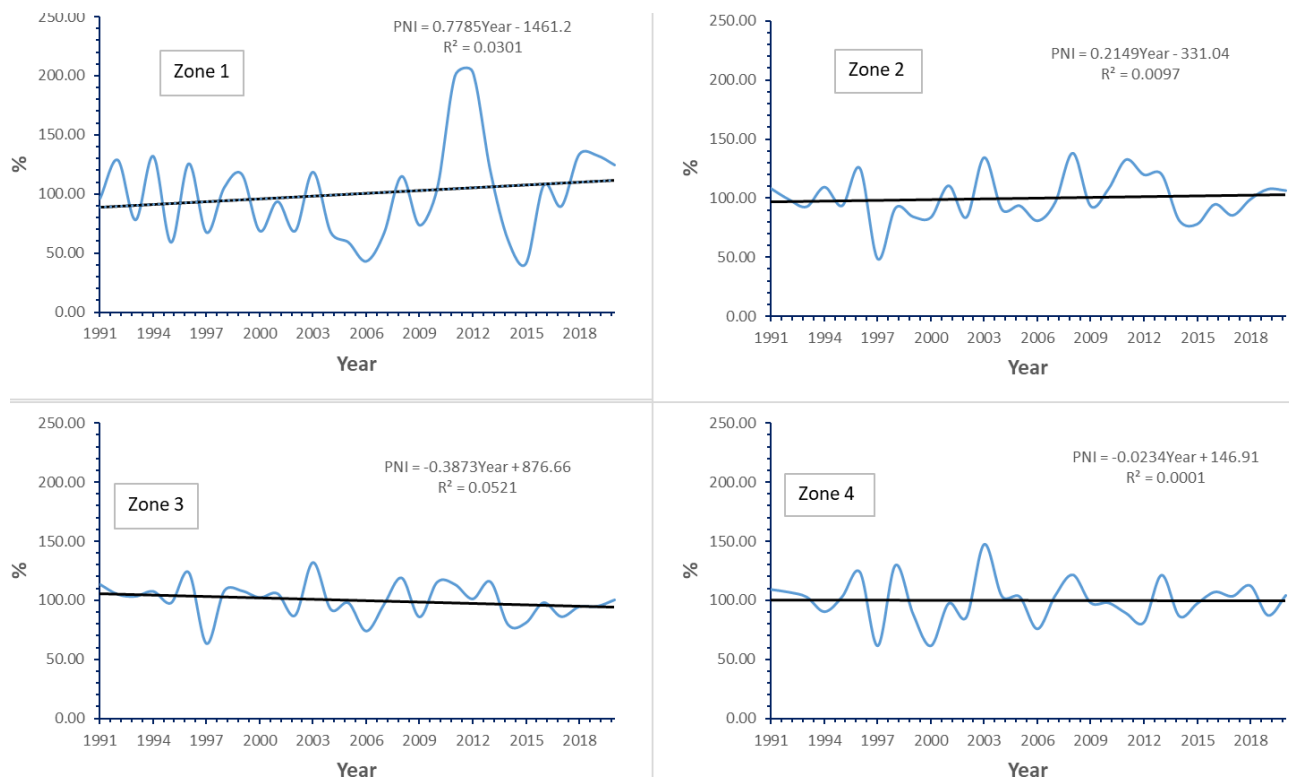 250.00
200.00
150.00
100.00
50.00
0.00
%
Zone 1
PNI = 0.7785Year - 1461.2
R² = 0.0301
1991 1994 1997 2000 2003 2006 2009 2012 2015 2018
Year
250.00
200.00
150.00
100.00
50.00
0.00
%
Zone 2
PNI = 0.2149Year - 331.04
R² = 0.0097
1991 1994 1997 2000 2003 2006 2009 2012 2015 2018
Year
250.00
200.00
150.00
100.00
50.00
0.00
%
Zone 3
PNI = -0.3873Year + 876.66
R² = 0.0521
1991 1994 1997 2000 2003 2006 2009 2012 2015 2018
Year
250.00
200.00
150.00
100.00
50.00
0.00
%
Zone 4
PNI = -0.0234Year + 146.91
R² = 0.0001
1991 1994 1997 2000 2003 2006 2009 2012 2015 2018
Year